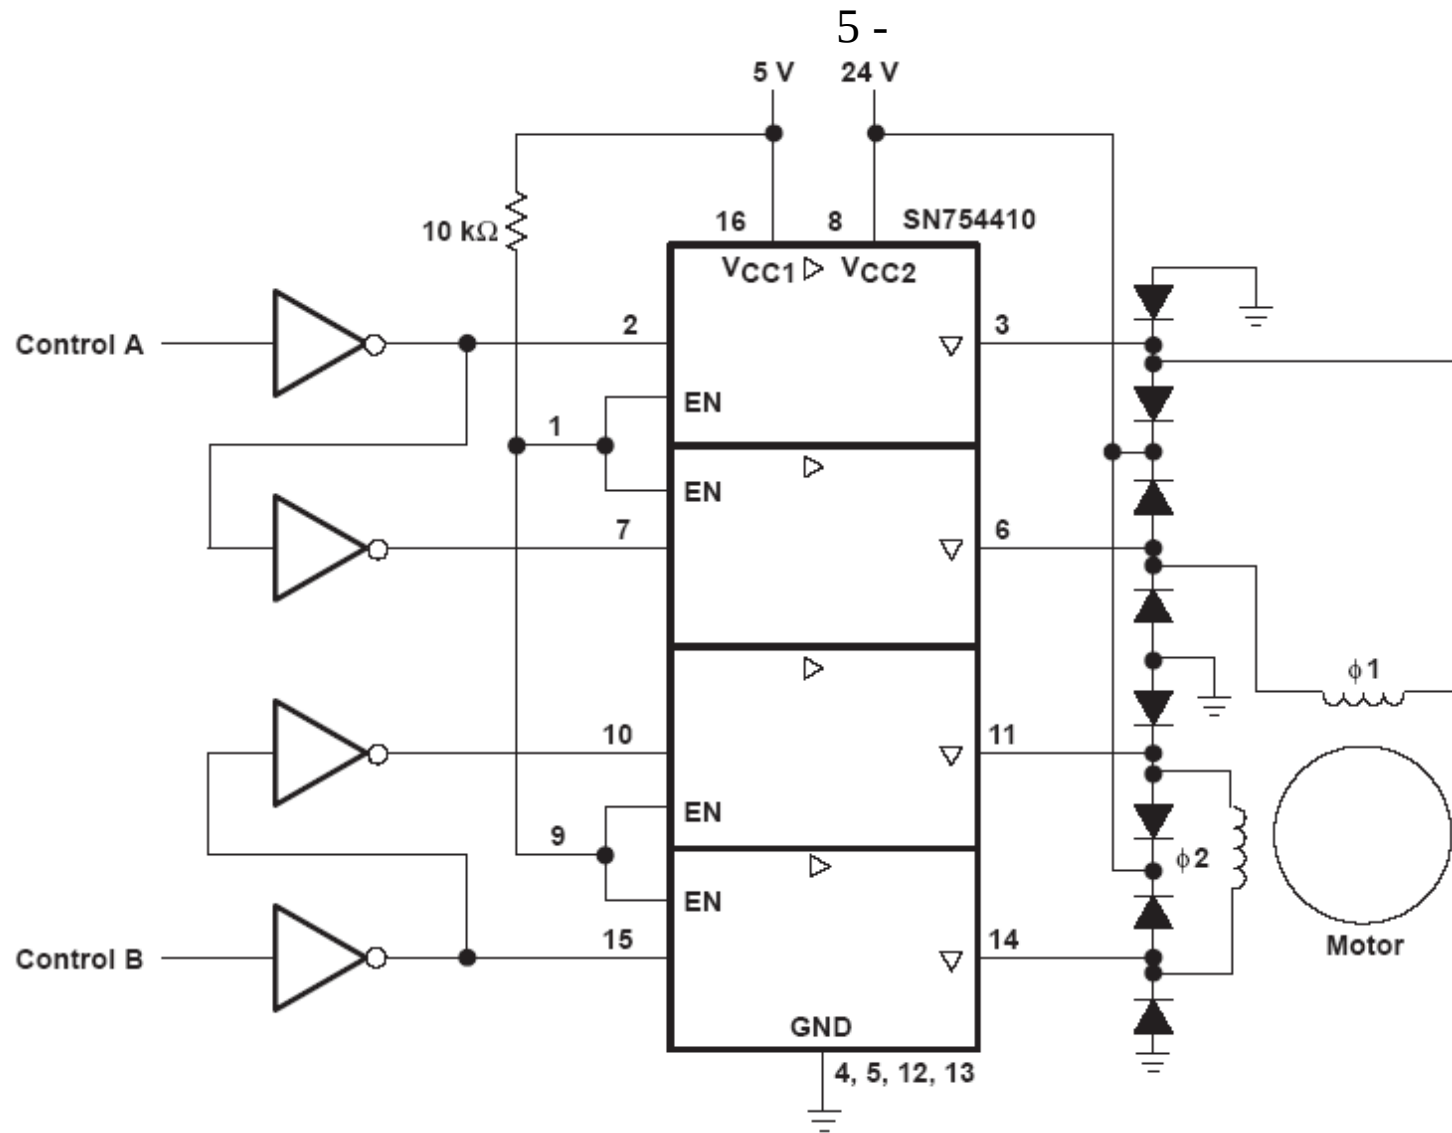 5 -
5 V 24 V
16 8 SN754410
10 kΩ
VCC1 VCC2
Control A
2 3
EN
1
EN
7 6
ϕ1
10 11
EN
9
ϕ2
EN
15 14
Control B
Motor
GND
4, 5, 12, 13